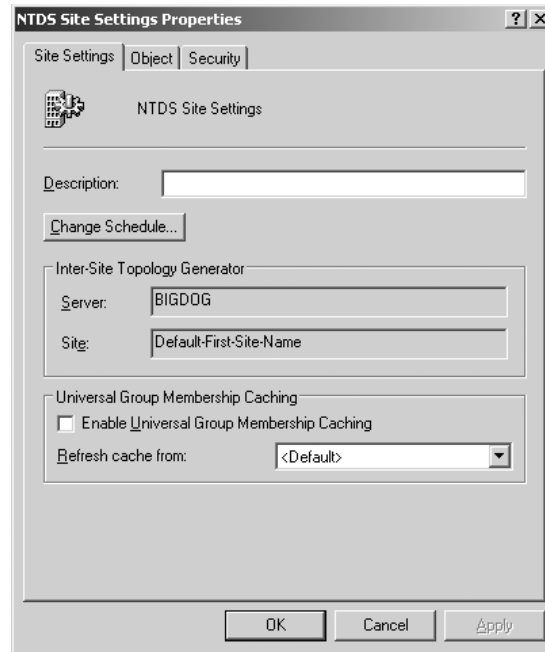 NTDS Site Settings Properties
Site Settings Object Security
NTDS Site Settings
Description:
Change Schedule...
Inter-Site Topology Generator
Server: BIGDOG
Site: Default-First-Site-Name
Universal Group Membership Caching
Enable Universal Group Membership Caching
Refresh cache from: <Default>
OK Cancel Apply